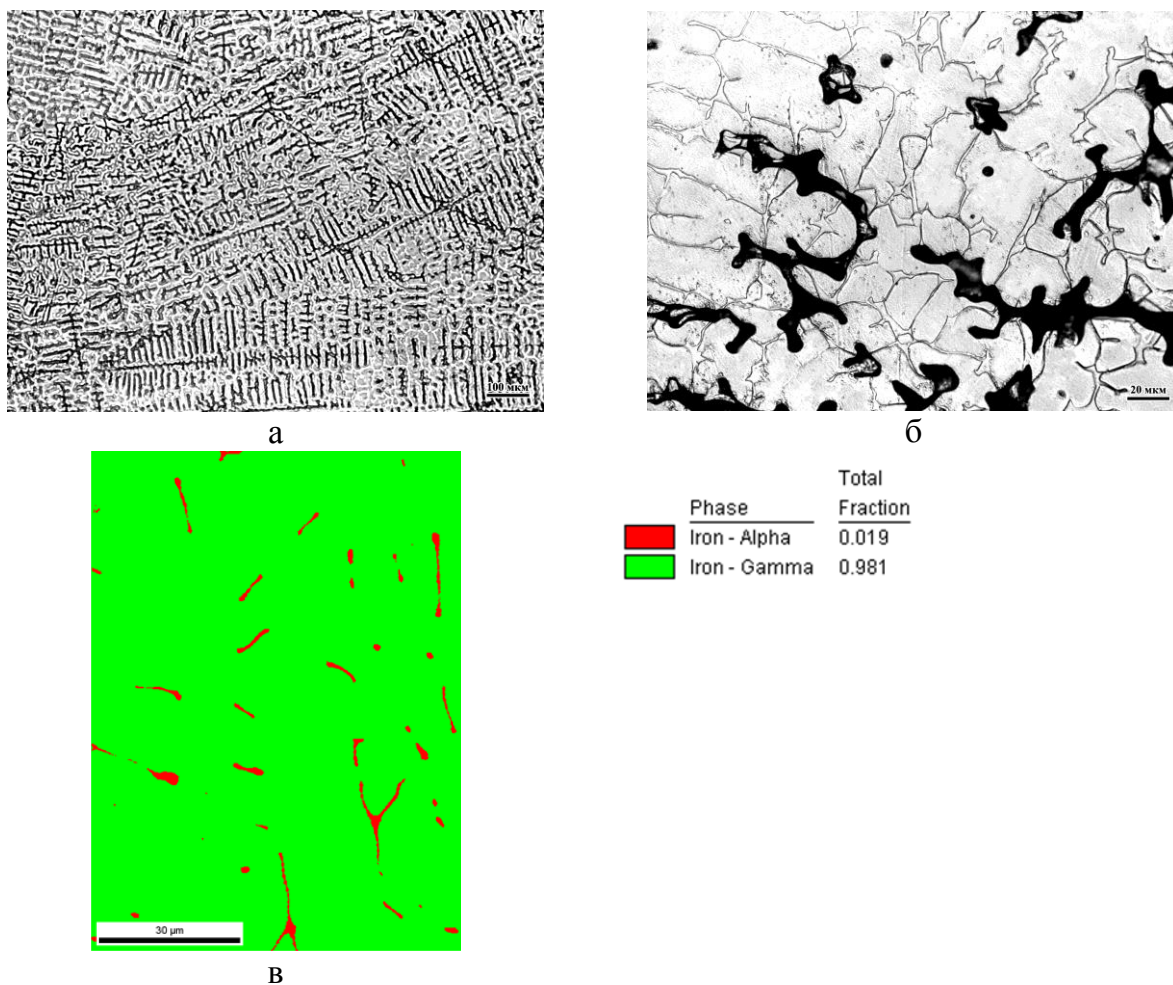 100 мкм
20 мкм
а
б
Total
Phase Fraction
Iron - Alpha 0.019
Iron - Gamma 0.981
30 µm
в